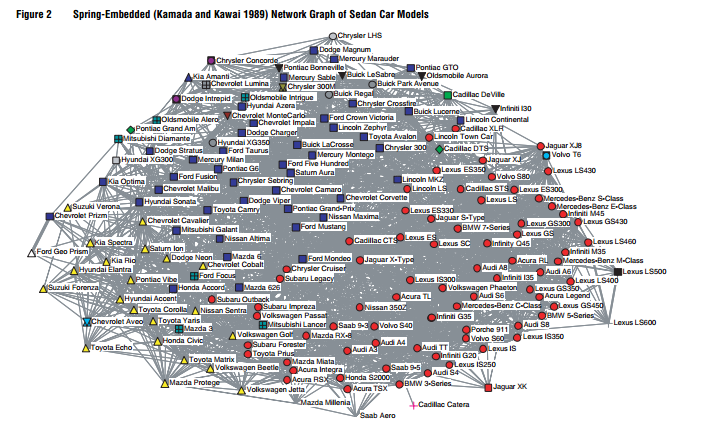 Figure 2 Spring-Embedded (Kamada and Kawai 1989) Network Graph of Sedan Car Models
Chrysler LHS
Dodge Magnum
Chrysler Concorde
Mercury Marauder
Pontiac Bonneville
Pontiac GTO
Kia Amanti
Mercury Sable
Buick LeSabre
Oldsmobile Aurora
Chevrolet Lumina
Chrysler 300M
Buick Park Avenue
Dodge Intrepid
Oldsmobile Intrigue
Buick Regal
Cadillac DeVille
Hyundai Azera
Chrysler Crossfire
Infiniti I30
Chevrolet MonteCarlo
Buick Lucerne
Oldsmobile Alero
Chevrolet Impala
Ford Crown Victoria
Lincoln Continental
Pontiac Grand Am
Dodge Charger
Lincoln Zephyr
Cadillac XLR
Mitsubishi Diamante
Hyundai XG350
Toyota Avalon
Lincoln Town Car
Dodge Stratus
Ford Taurus
Buick LaCrosse
Chrysler 300
Cadillac DTS
Jaguar XJ8
Hyundai XG300
Mercury Milan
Mercury Montego
Jaguar XJ
Volvo T6
Pontiac G6
Ford Five Hundred
Lexus ES350
Lexus LS430
Kia Optima
Ford Fusion
Saturn Aura
Lincoln MKZ
Volvo S80
Chrysler Sebring
Chevrolet Malibu
Chevrolet Camaro
Lincoln LS
Cadillac STS
Lexus ES300
Hyundai Sonata
Dodge Viper
Chevrolet Corvette
Lexus LS
Mercedes-Benz S-Class
Suzuki Verona
Toyota Camry
Pontiac Grand-Prix
Lexus ES330
Mercedes-Benz E-Class
Chevrolet Prizm
Nissan Maxima
Jaguar S-Type
Infiniti M45
Chevrolet Cavalier
Ford Mustang
BMW 7-Series
Lexus GS300
Lexus GS430
Mitsubishi Galant
Lexus GS
Kia Spectra
Nissan Altima
Cadillac CTS
Lexus ES
Lexus SC
Infiniti Q45
Lexus LS460
Ford Geo Prism
Saturn Ion
Infiniti M35
Kia Rio
Dodge Neon
Mazda 6
Ford Mondeo
Jaguar X-Type
Acura RL
Mercedes-Benz M-Class
Hyundai Elantra
Chevrolet Cobalt
Chrysler Cruiser
Audi A8
Audi A6
Lexus LS500
Pontiac Vibe
Ford Focus
Subaru Legacy
Lexus IS300
Infiniti I35
Lexus LS400
Suzuki Forenza
Honda Accord
Mazda 626
Volkswagen Phaeton
Lexus GS350
Hyundai Accent
Subaru Outback
Acura TL
Audi S6
Acura Legend
Toyota Corolla
Nissan Sentra
Subaru Impreza
Nissan 350Z
Mercedes-Benz C-Class
Lexus GS450
Volkswagen Passat
Infiniti G35
BMW 5-Series
Chevrolet Aveo
Toyota Yaris
Mitsubishi Lancer
Saab 9-3
Volvo S40
Audi S8
Lexus LS600
Mazda 3
Porche 911
Volkswagen Golf
Mazda RX-8
Volvo S60
Lexus IS350
Honda Civic
Subaru Forester
Audi A4
Toyota Echo
Toyota Prius
Audi A3
Audi TT
Lexus IS
Toyota Matrix
Mazda Miata
Infiniti G20
Volkswagen Beetle
Acura Integra
Saab 9-5
Lexus IS250
Mazda Protege
Acura RSX
Honda S2000
Audi S4
Volkswagen Jetta
Acura TSX
BMW 3-Series
Jaguar XK
Mazda Millenia
Cadillac Catera
Saab Aero